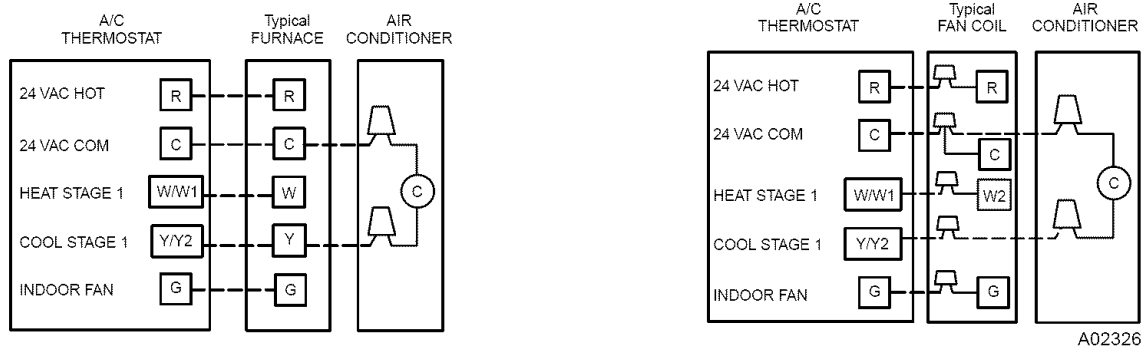 A/C
THERMOSTAT
Typical
FURNACE
AIR
CONDITIONER
24 VAC HOT
R
R
24 VAC COM
C
C
HEAT STAGE 1
W/W1
W
C
COOL STAGE 1
Y/Y2
Y
INDOOR FAN
G
G
A/C
THERMOSTAT
Typical
FAN COIL
AIR
CONDITIONER
24 VAC HOT
R
R
24 VAC COM
C
C
HEAT STAGE 1
W/W1
W2
C
COOL STAGE 1
Y/Y2
INDOOR FAN
G
G
A02326